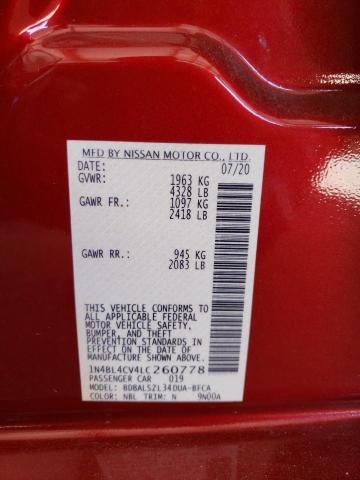 MFD BY NISSAN MOTOR CO., LTD.
DATE: 07/20
GVWR: 1963 KG
4328 LB
GAWR FR.: 1097 KG
2418 LB
GAWR RR.: 945 KG
2083 LB
THIS VEHICLE CONFORMS TO
ALL APPLICABLE FEDERAL
MOTOR VEHICLE SAFETY,
BUMPER, AND THEFT
PREVENTION STANDARDS IN
EFFECT ON THE DATE OF
MANUFACTURE SHOWN ABOVE.
1N4BL4CV4LC260778
PASSENGER CAR 019
MODEL: BDBALSZL34DUA-BFCA
COLOR: NBL TRIM: N 9N00A